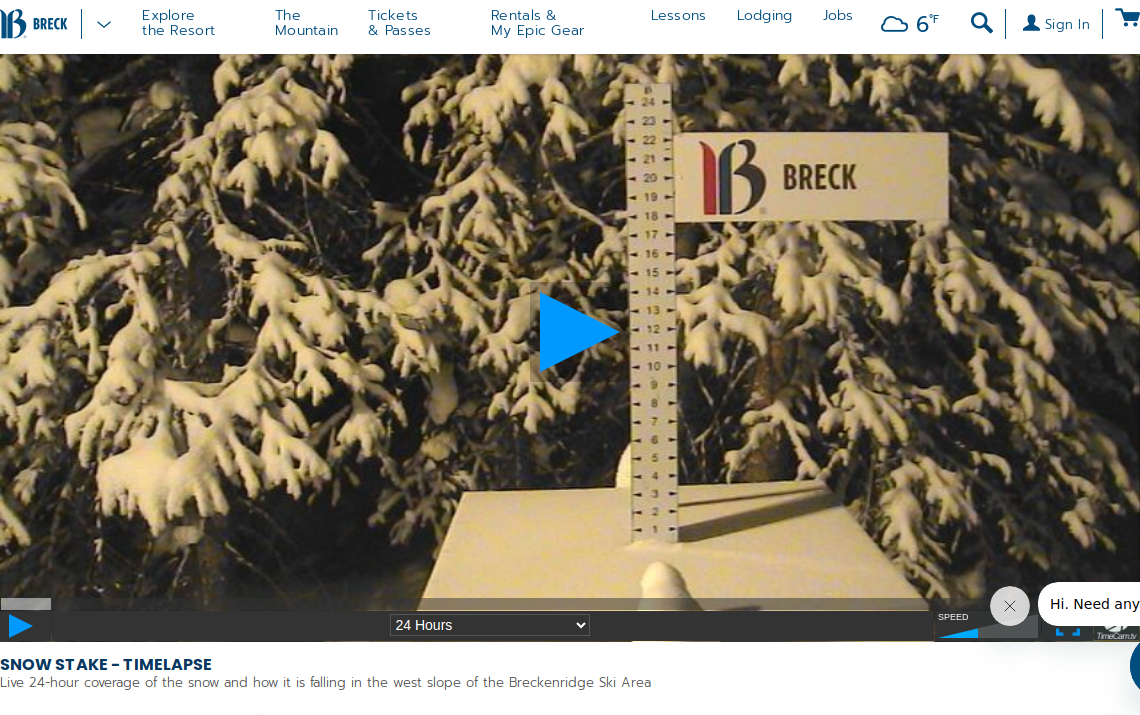 BRECK
Explore
the Resort
The
Mountain
Tickets
& Passes
Rentals &
My Epic Gear
Lessons
Lodging
Jobs
6°F
Sign In
24
23
22
21
20
19
18
17
16
15
14
13
12
11
10
9
8
7
6
5
4
3
2
1
B BRECK
24 Hours
SPEED
Hi. Need any
TimeCam.tv
SNOW STAKE - TIMELAPSE
Live 24-hour coverage of the snow and how it is falling in the west slope of the Breckenridge Ski Area